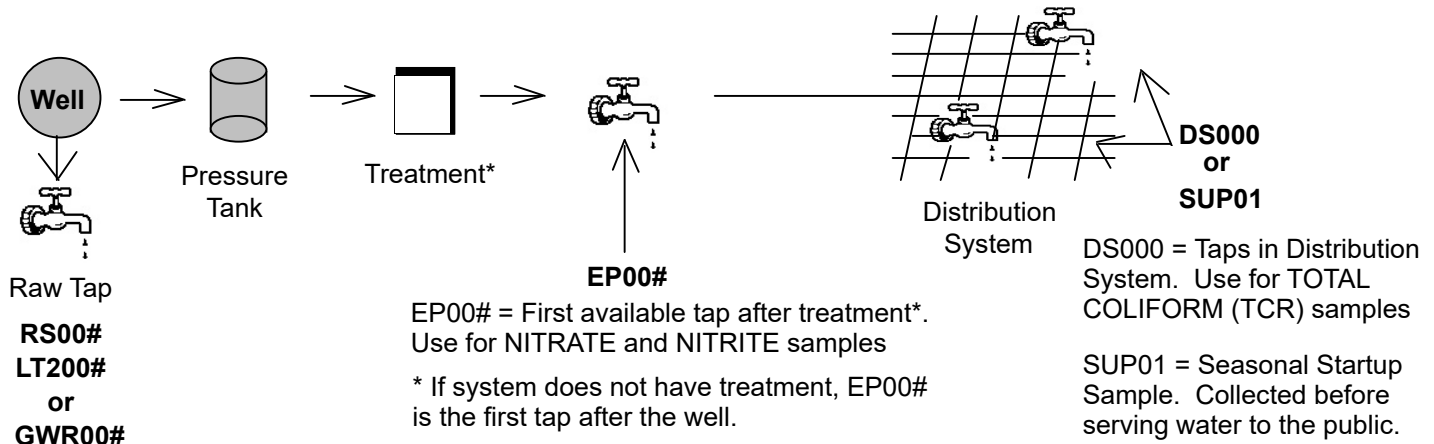 Well
Pressure
Tank
Treatment*
Raw Tap
RS00#
LT200#
or
GWR00#
EP00#
EP00# = First available tap after treatment*.
Use for NITRATE and NITRITE samples
* If system does not have treatment, EP00#
is the first tap after the well.
Distribution
System
DS000
or
SUP01
DS000 = Taps in Distribution
System. Use for TOTAL
COLIFORM (TCR) samples
SUP01 = Seasonal Startup
Sample. Collected before
serving water to the public.